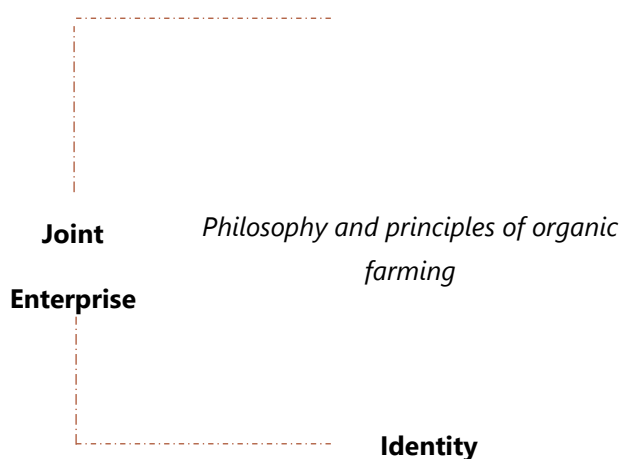 Joint
Enterprise
Philosophy and principles of organic
farming
Identity